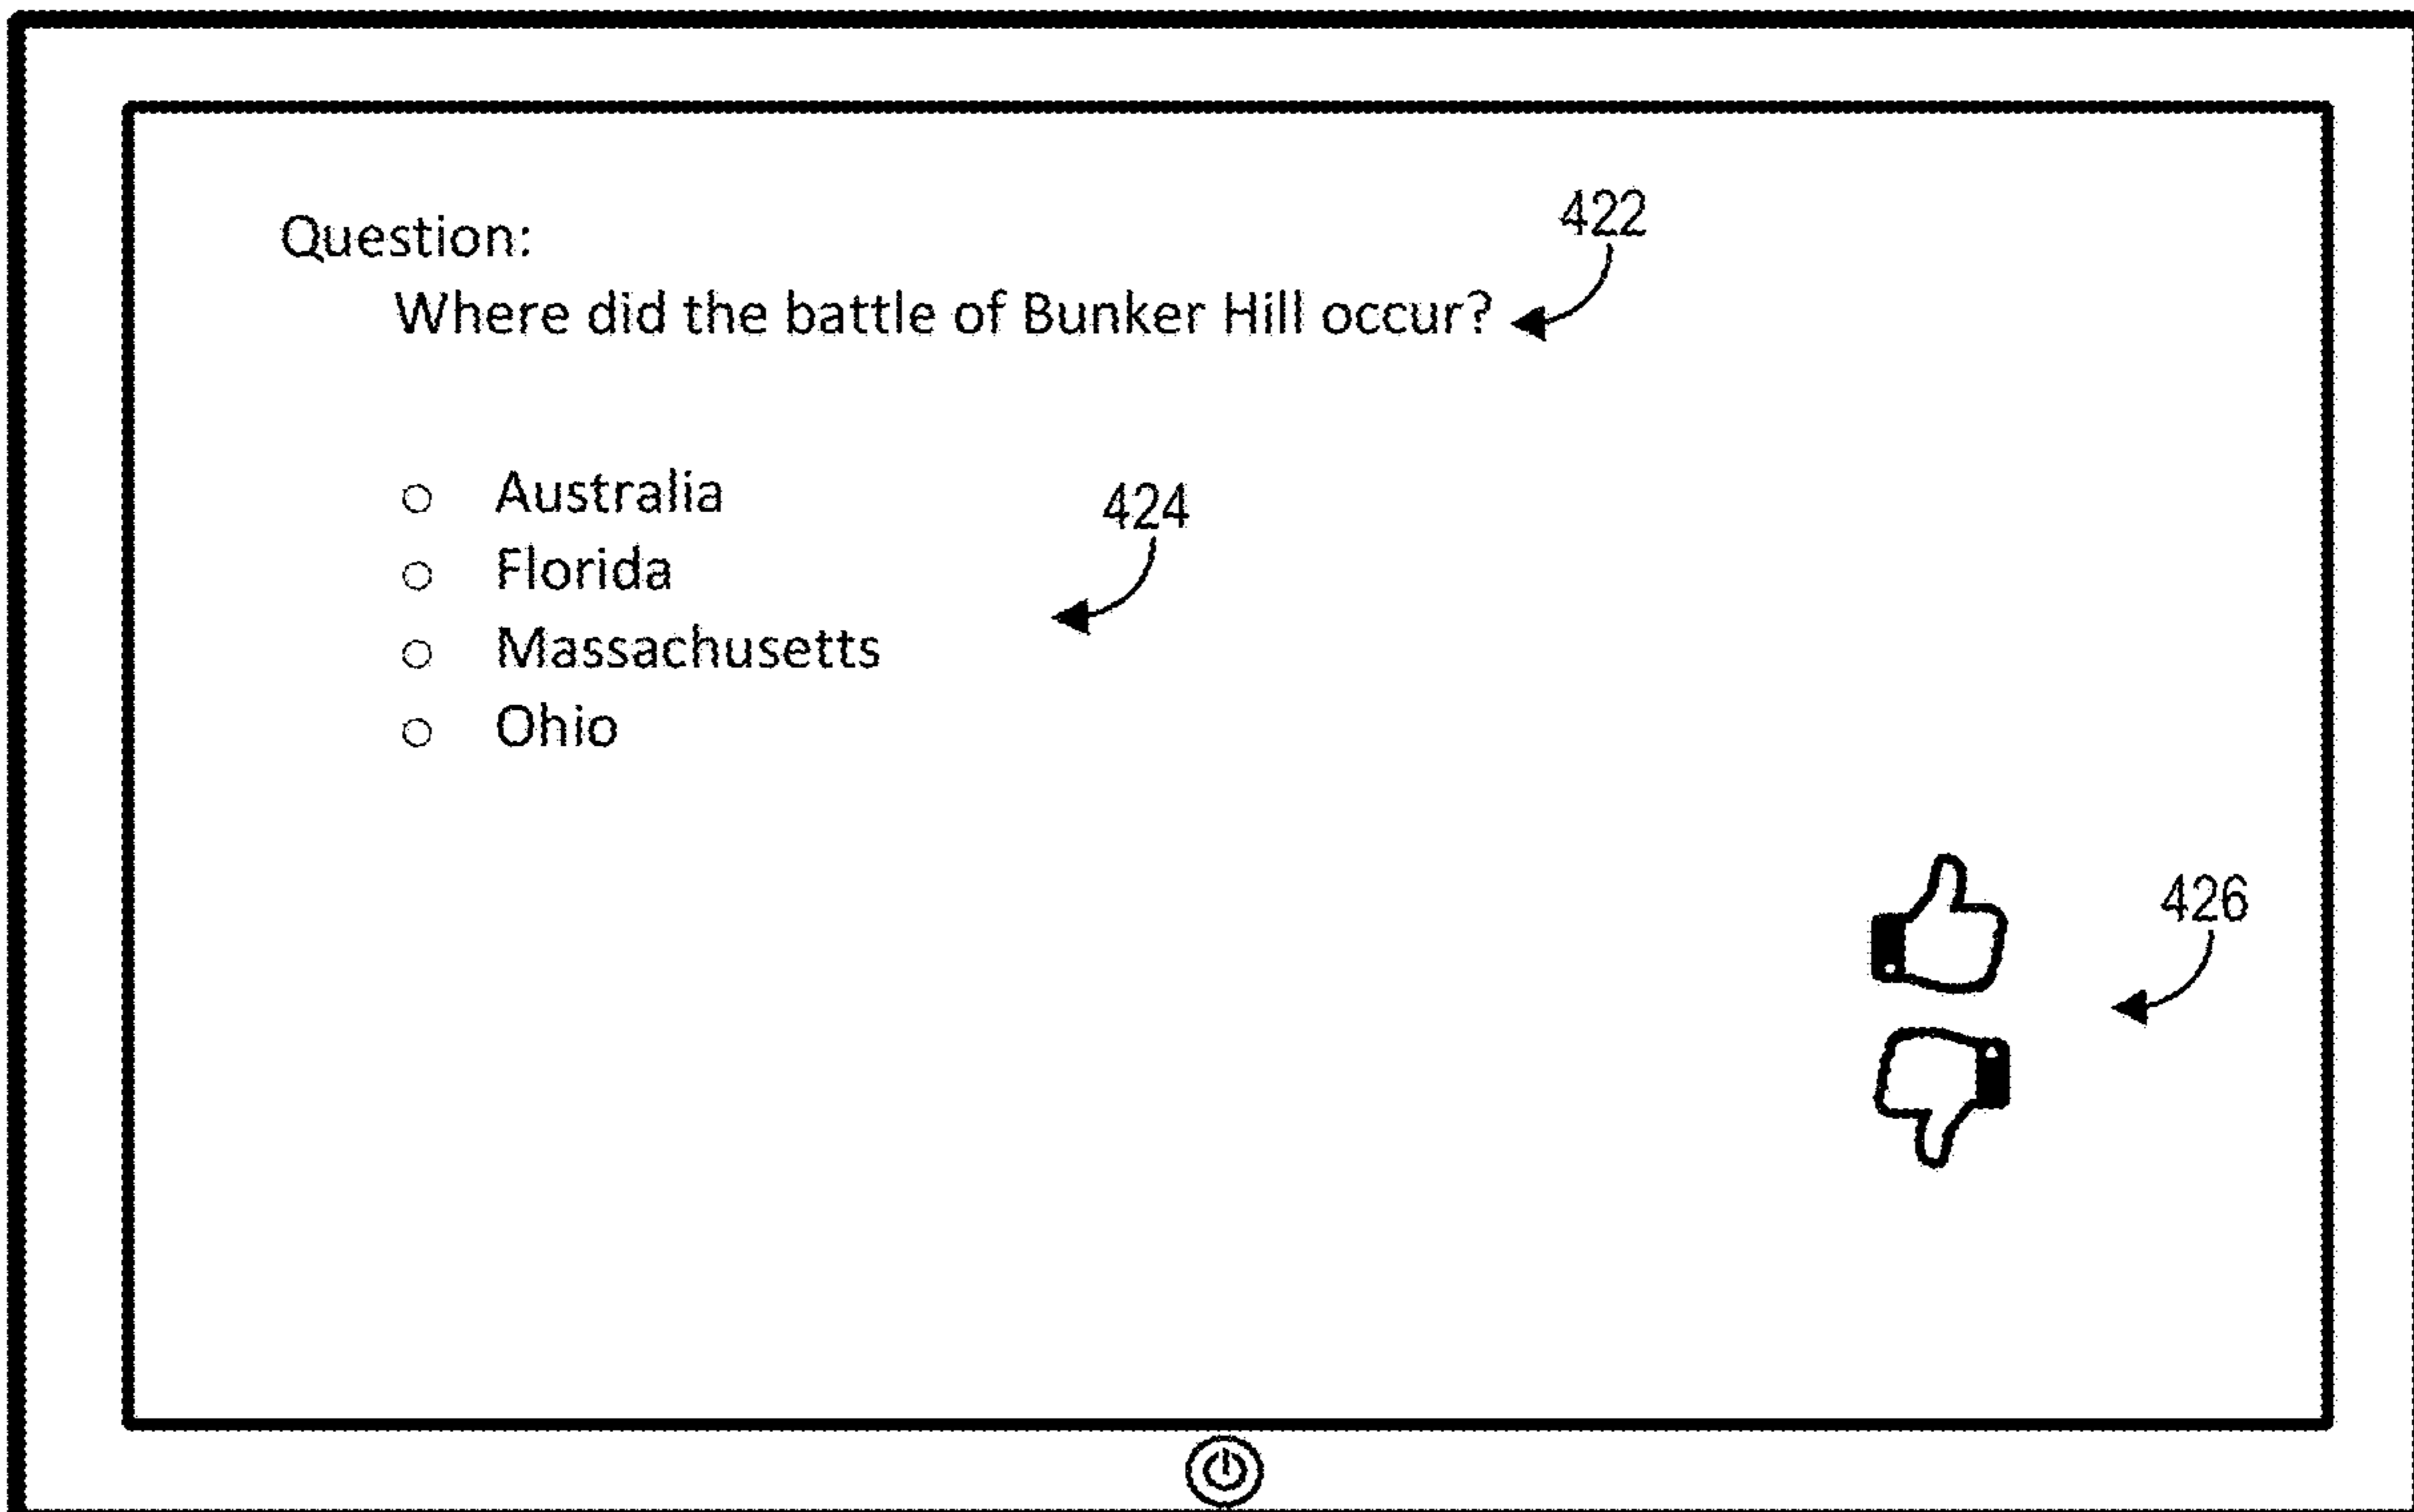 422
Question:
Where did the battle of Bunker Hill occur?
Australia
424
Florida
Massachusetts
Ohio
426